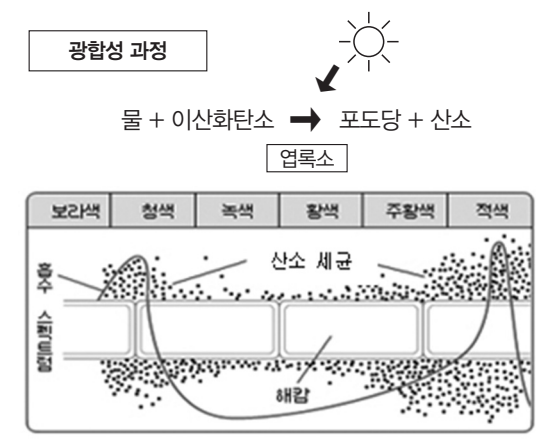 광합성 과정
물 + 이산화탄소 → 포도당 + 산소
엽록소
보라색 청색 녹색 황색 주황색 적색
산소 세균
흡수 스펙트럼
해캄